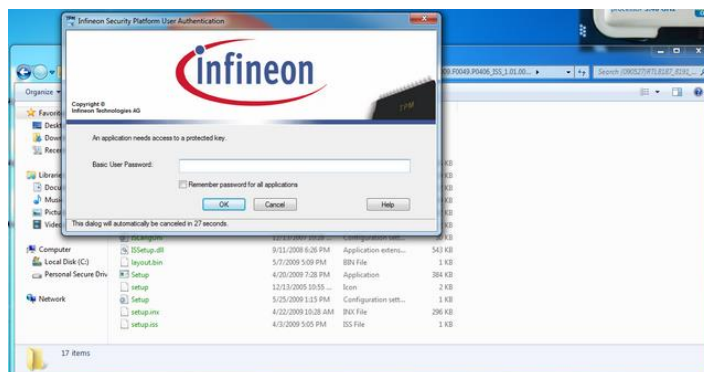 Infineon Security Platform User Authentication
infineon
Copyright ©
Infineon Technologies AG
TPM
An application needs access to a protected key.
Basic User Password:
Remember password for all applications
OK Cancel Help
This dialog will automatically be canceled in 27 seconds.
Organize
Computer
Local Disk (C:)
Personal Secure Driv
Network
ISSetup.dll 9/11/2008 6:26 PM Application extens... 543 KB
layout.bin 5/7/2009 5:09 PM BIN File 1 KB
Setup 4/20/2009 7:28 PM Application 384 KB
setup 12/13/2005 10:55 ... Icon 2 KB
Setup 5/25/2009 1:15 PM Configuration sett... 1 KB
setup.inx 4/22/2009 10:28 AM INX File 296 KB
setup.iss 4/3/2009 5:05 PM ISS File 1 KB
17 items